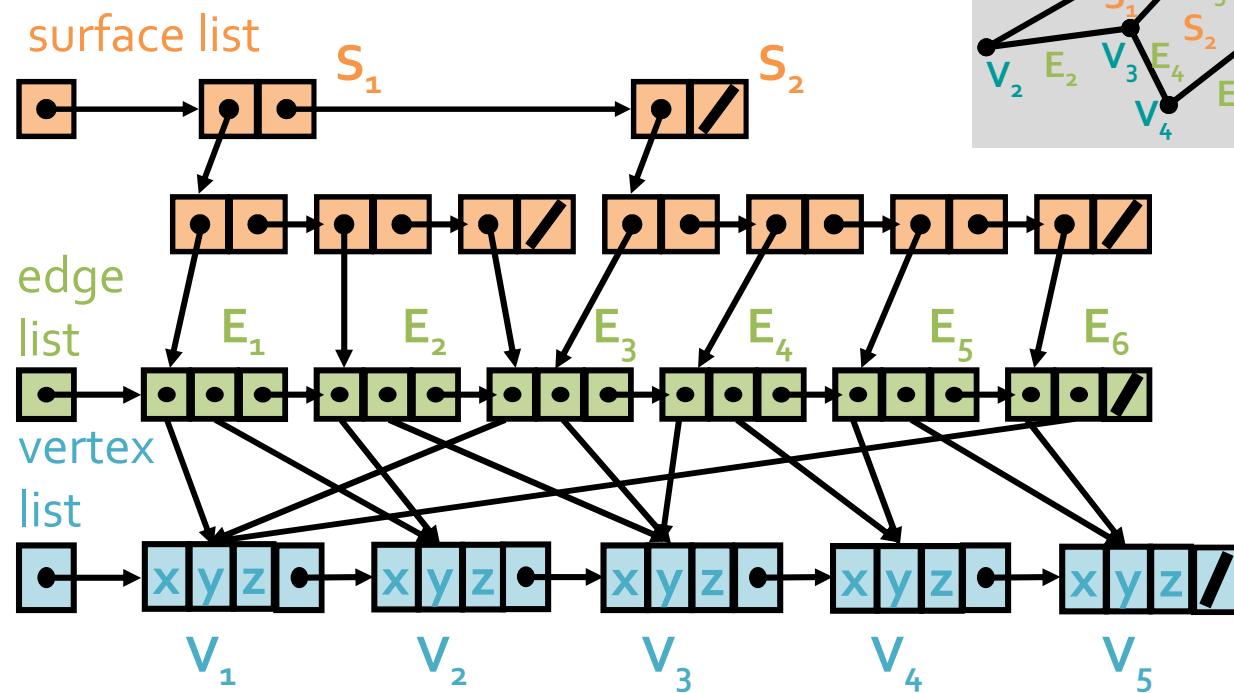 surface list
S₁
S₂
S₁
S₂
V₂
E₂
V₃
E₄
V₄
E
edge
list
E₁
E₂
E₃
E₄
E₅
E₆
vertex
list
x y z
x y z
x y z
x y z
x y z
V₁
V₂
V₃
V₄
V₅